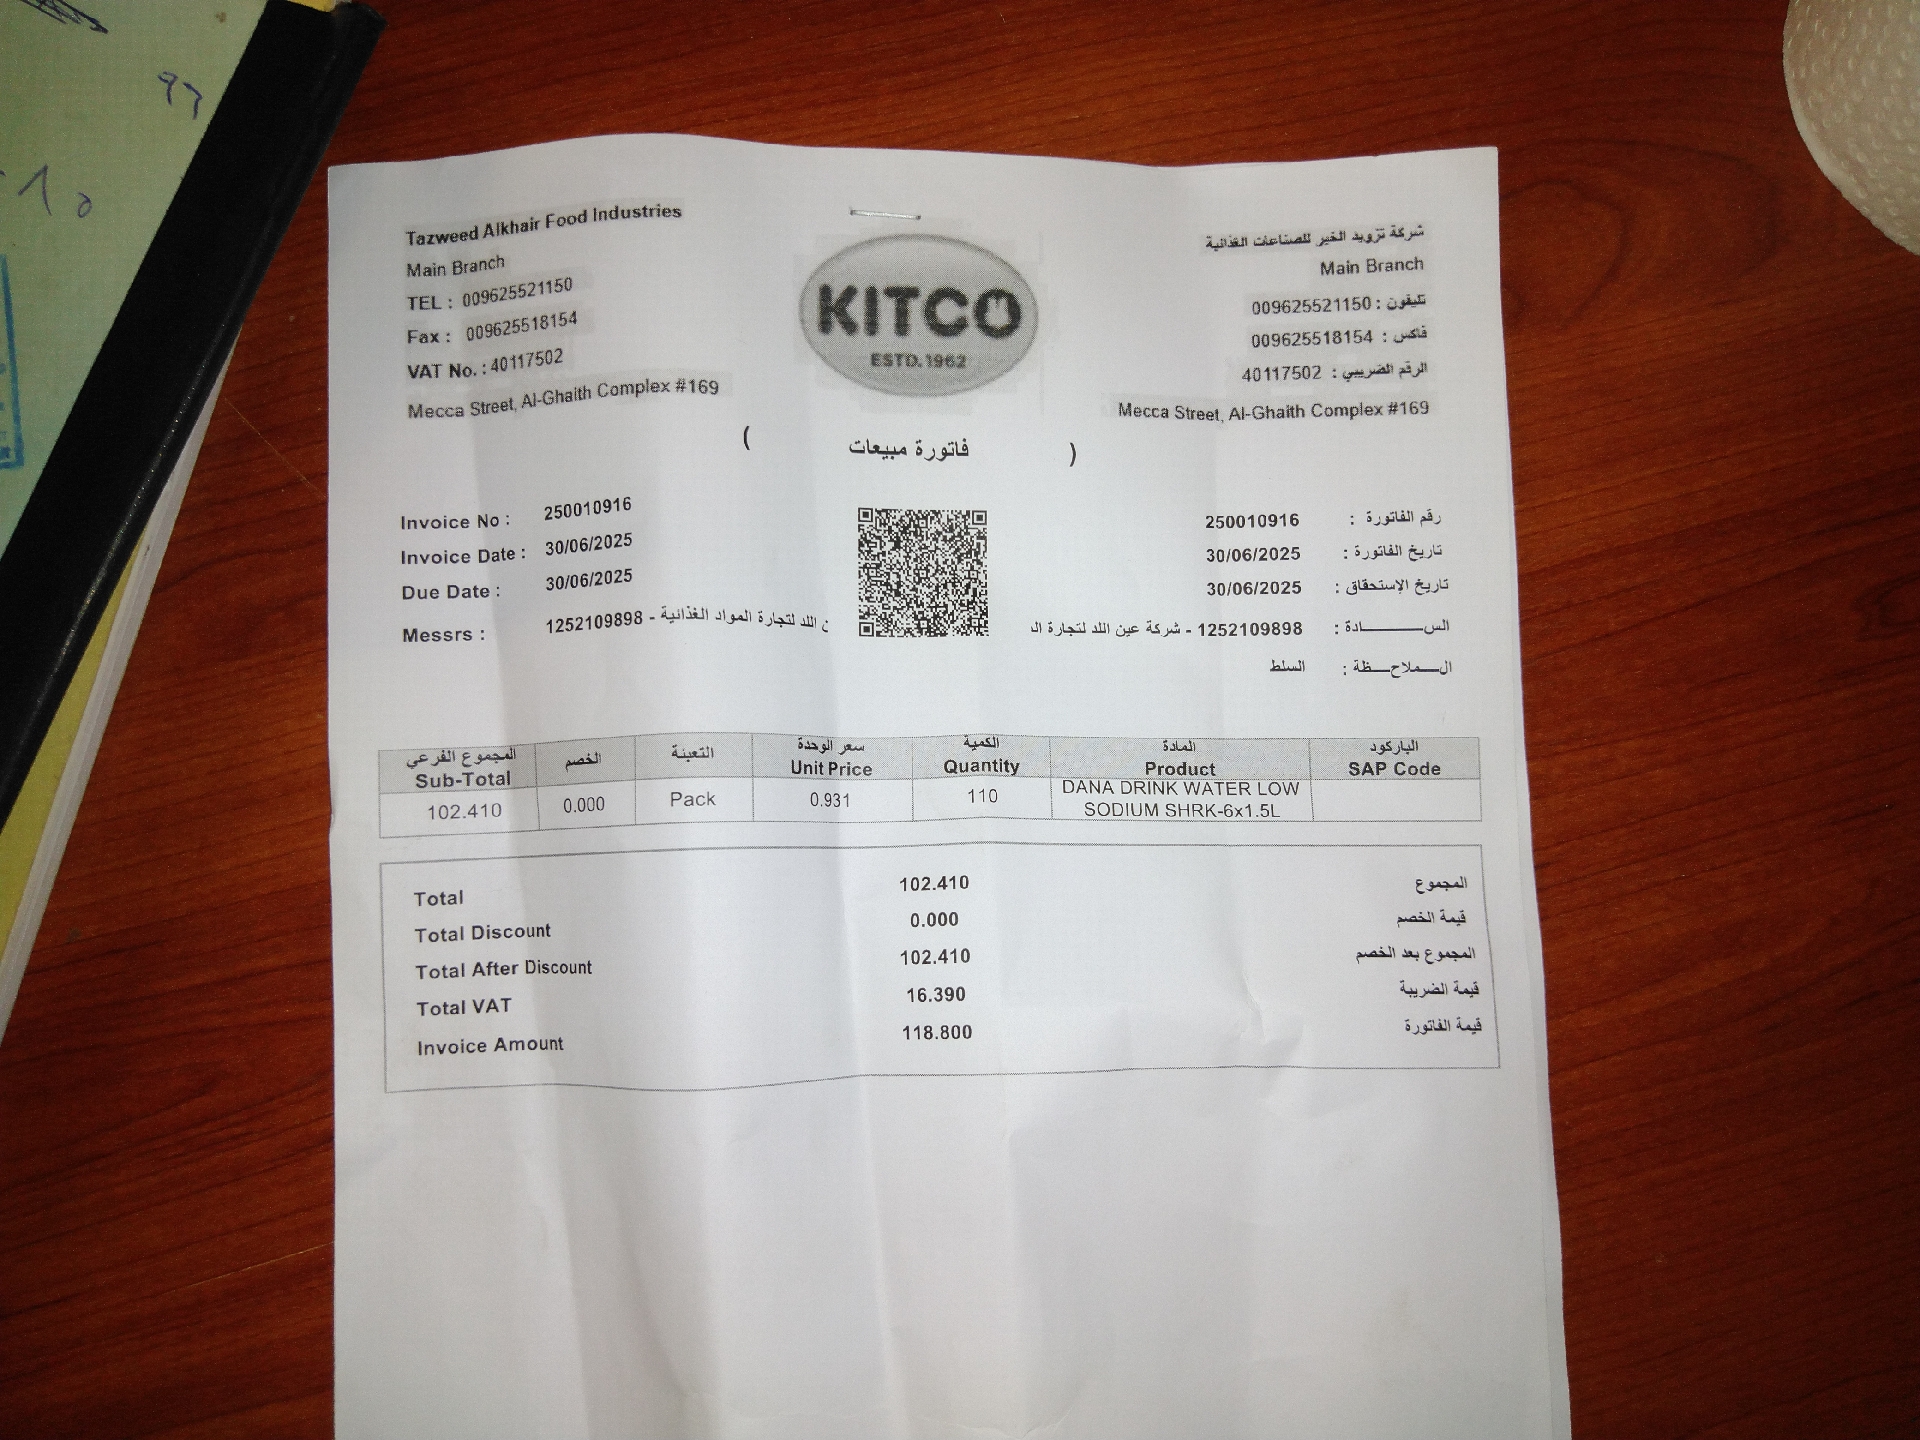 ٩٦
١٥
Tazweed Alkhair Food Industries
Main Branch
TEL : 009625521150
Fax : 009625518154
VAT No. : 40117502
Mecca Street, Al-Ghaith Complex #169
KITCO
ESTD.1962
شركة تزويد الخير للصناعات الغذائية
Main Branch
تليفون : 009625521150
فاكس : 009625518154
الرقم الضريبي : 40117502
Mecca Street, Al-Ghaith Complex #169
( فاتورة مبيعات )
Invoice No : 250010916
Invoice Date : 30/06/2025
Due Date : 30/06/2025
Messrs : 1252109898 - ن اللد لتجارة المواد الغذائية
رقم الفاتورة : 250010916
تاريخ الفاتورة : 30/06/2025
تاريخ الإستحقاق : 30/06/2025
الســـــــادة : 1252109898 - شركة عين اللد لتجارة ال
الـــملاحـــظة : السلط
المجموع الفرعي الخصم التعبئة سعر الوحدة الكمية المادة الباركود
Sub-Total Unit Price Quantity Product SAP Code
102.410 0.000 Pack 0.931 110 DANA DRINK WATER LOW
SODIUM SHRK-6x1.5L
Total 102.410 المجموع
Total Discount 0.000 قيمة الخصم
Total After Discount 102.410 المجموع بعد الخصم
Total VAT 16.390 قيمة الضريبة
Invoice Amount 118.800 قيمة الفاتورة